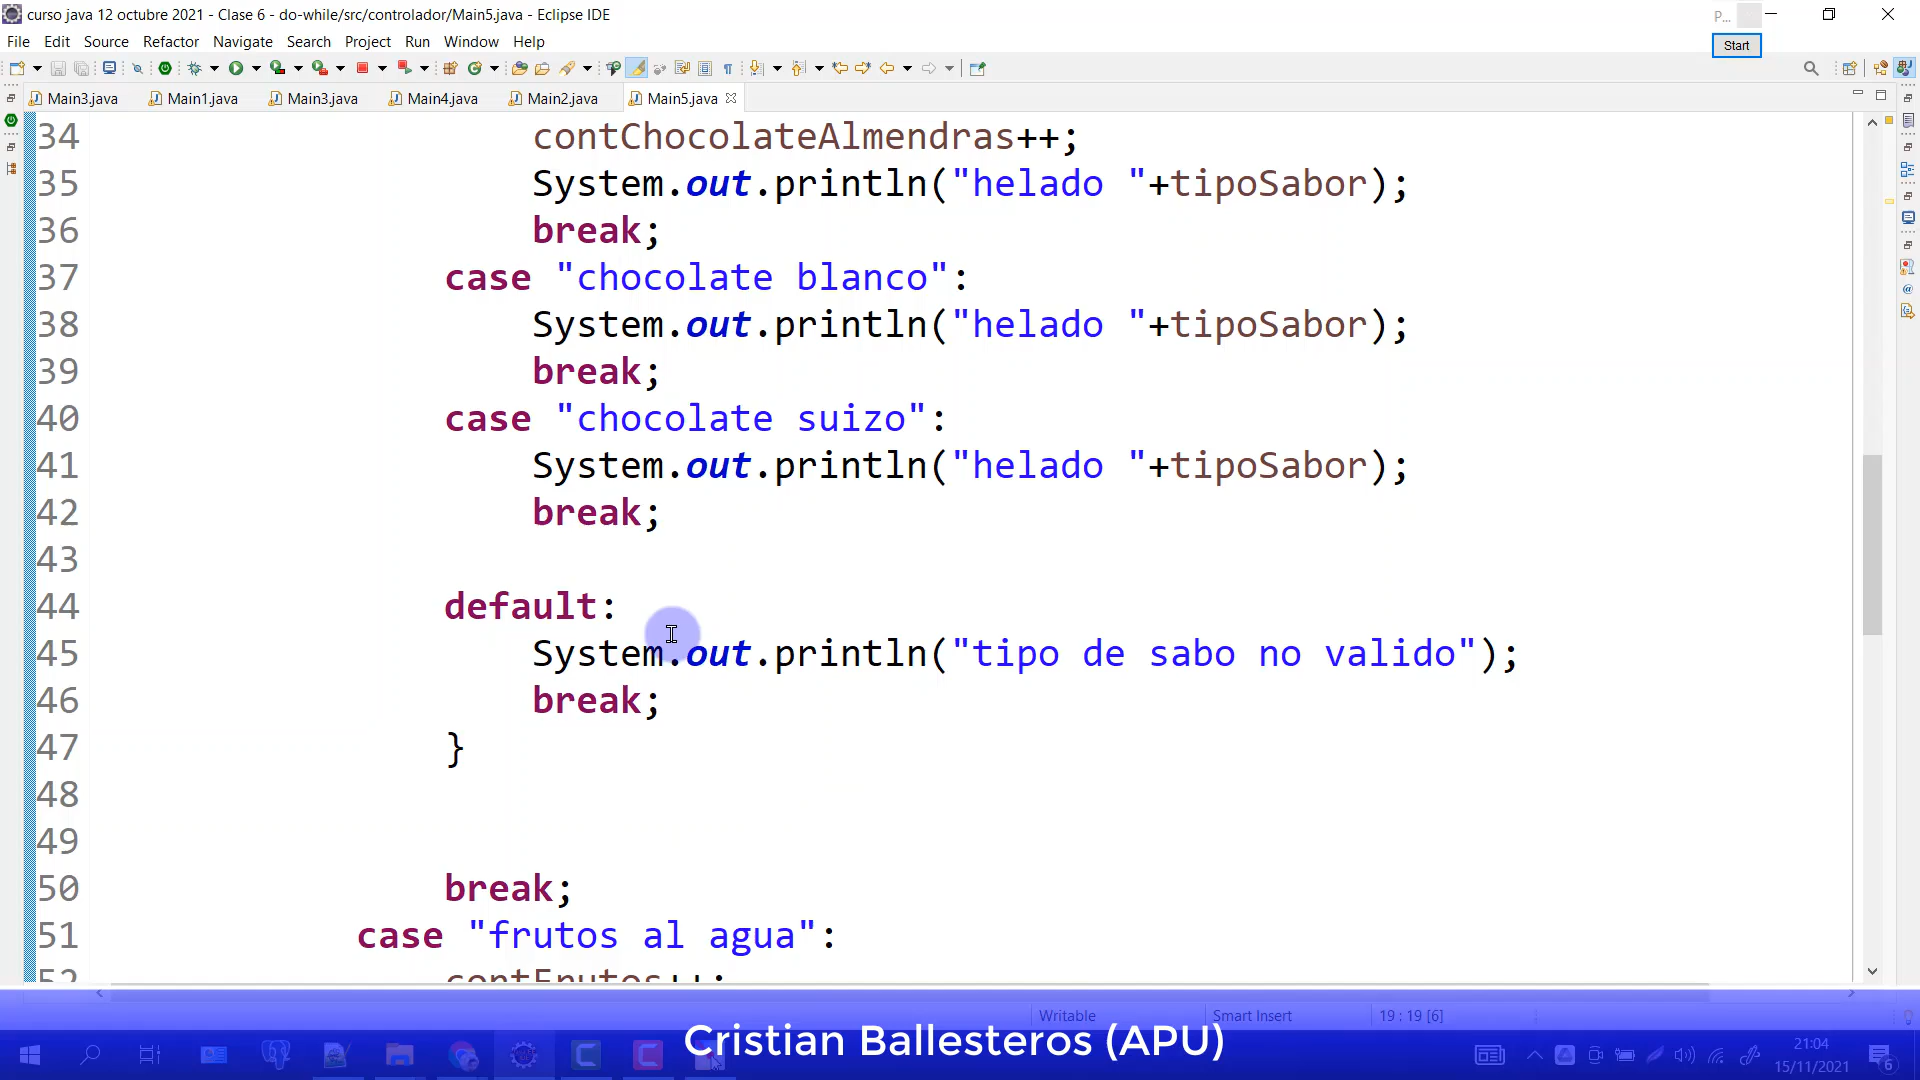 curso java 12 octubre 2021 - Clase 6 - do-while/src/controlador/Main5.java - Eclipse IDE
P...
File Edit Source Refactor Navigate Search Project Run Window Help
Start
Main3.java Main1.java Main3.java Main4.java Main2.java Main5.java
34 contChocolateAlmendras++;
35 System.out.println("helado "+tipoSabor);
36 break;
37 case "chocolate blanco":
38 System.out.println("helado "+tipoSabor);
39 break;
40 case "chocolate suizo":
41 System.out.println("helado "+tipoSabor);
42 break;
43
44 default:
45 System.out.println("tipo de sabo no valido");
46 break;
47 }
48
49
50 break;
51 case "frutos al agua":
52 contFrutos++;
Writable Smart Insert 19 : 19 [6]
Cristian Ballesteros (APU)
21:04
15/11/2021
6